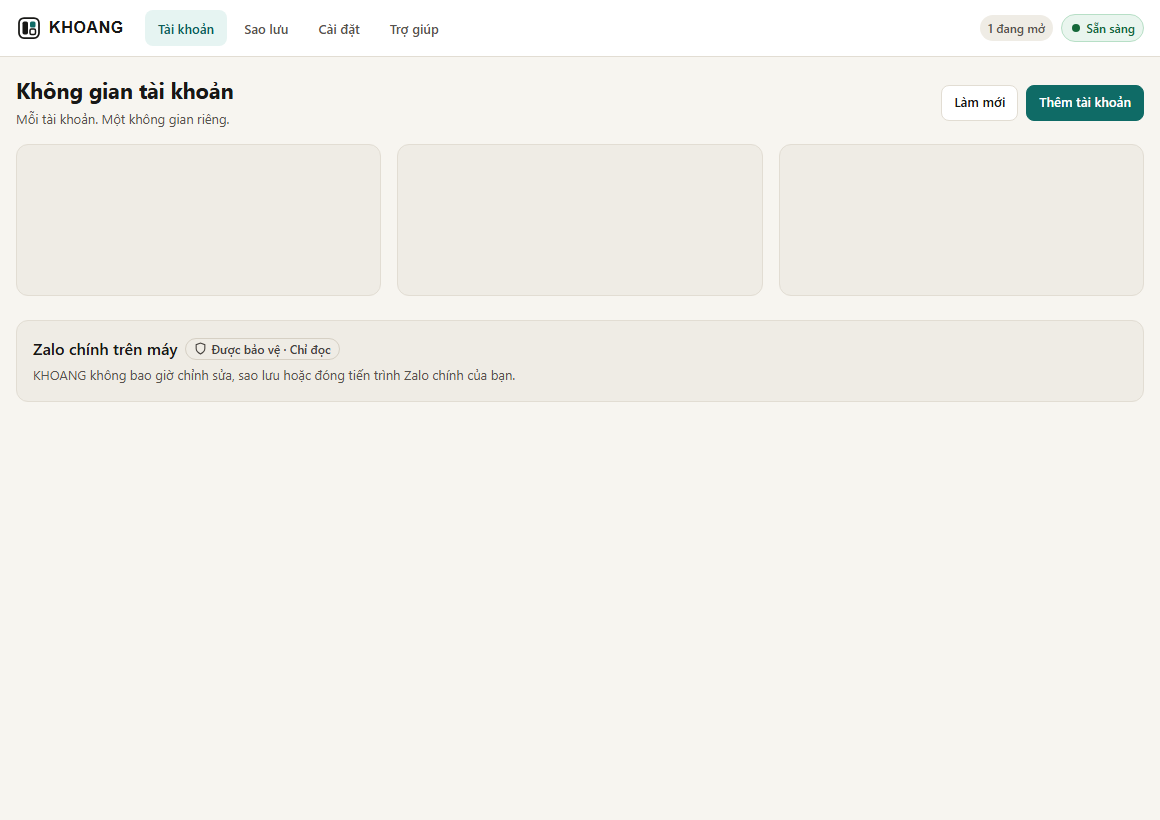 KHOANG
Tài khoản
Sao lưu
Cài đặt
Trợ giúp
1 đang mở
Sẵn sàng
Không gian tài khoản
Mỗi tài khoản. Một không gian riêng.
Làm mới
Thêm tài khoản
Zalo chính trên máy
Được bảo vệ · Chỉ đọc
KHOANG không bao giờ chỉnh sửa, sao lưu hoặc đóng tiến trình Zalo chính của bạn.